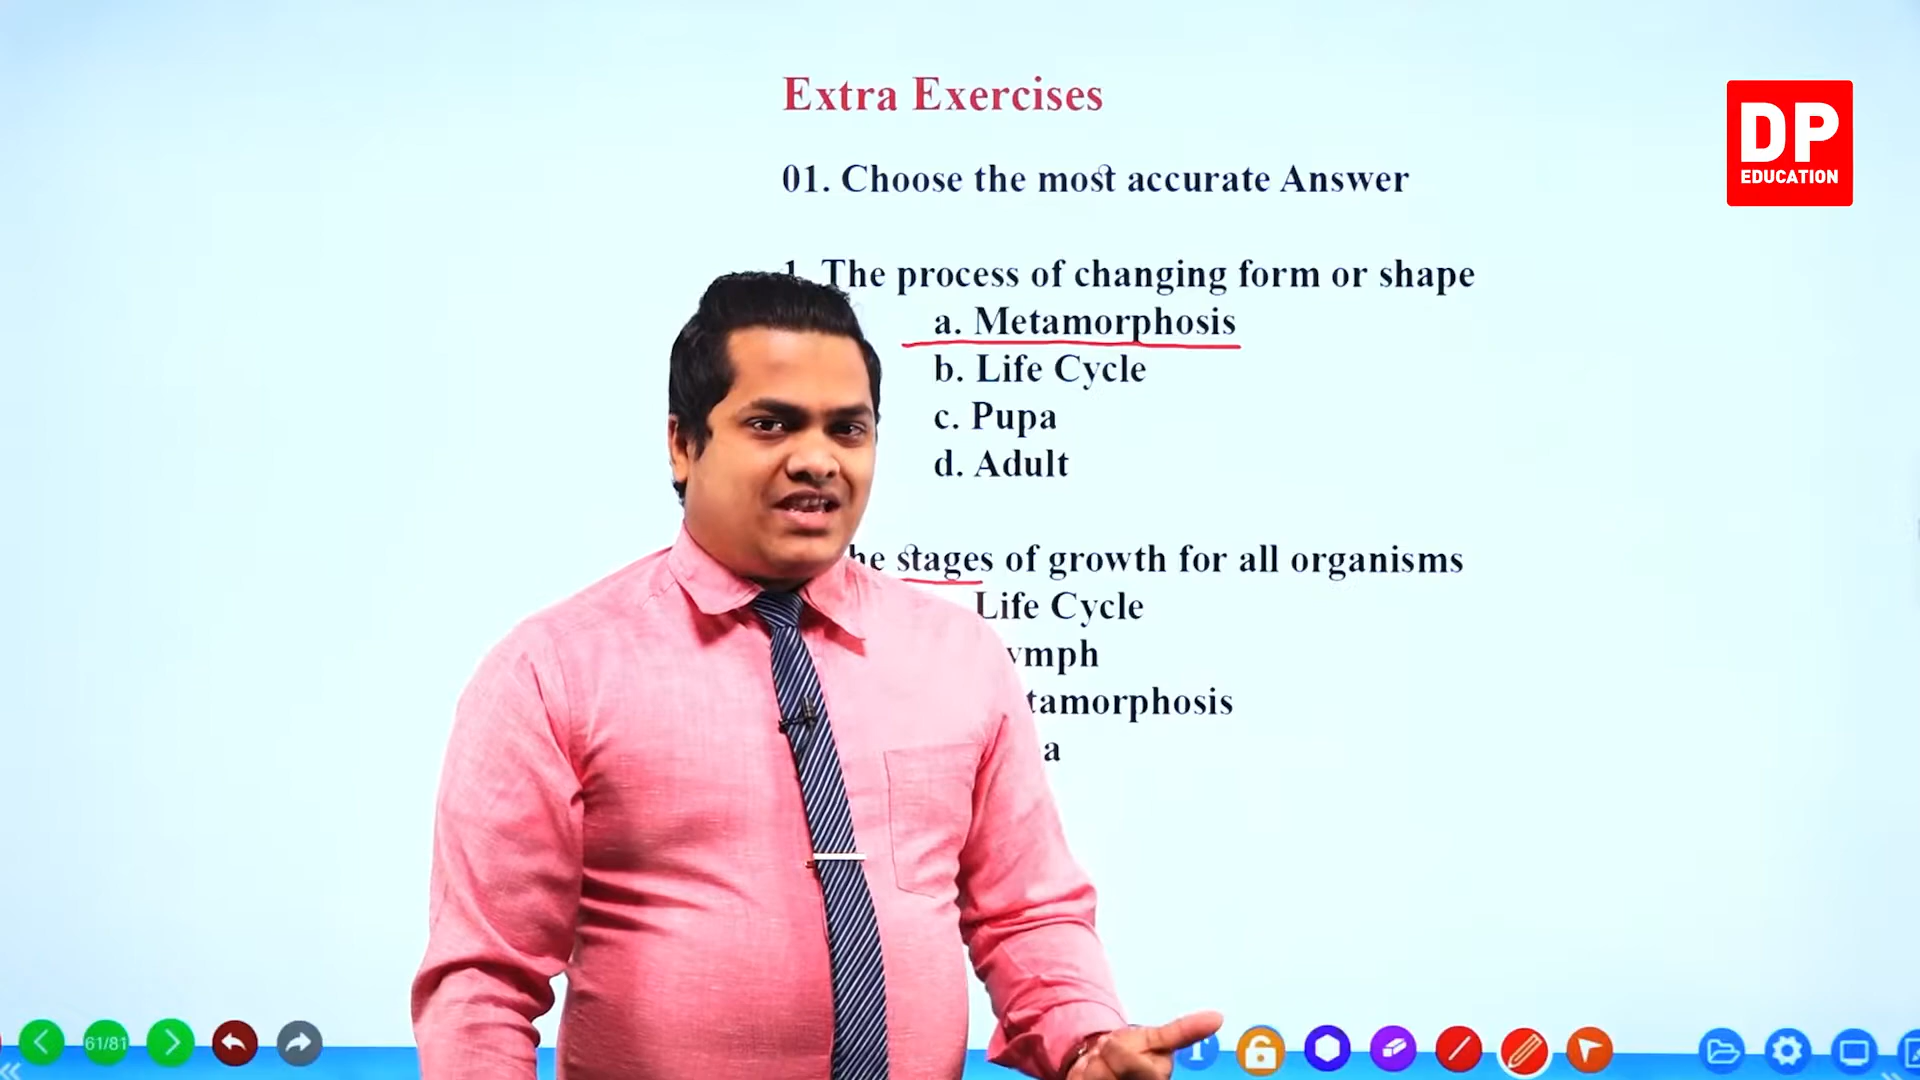 Extra Exercises
DP
EDUCATION
01. Choose the most accurate Answer
The process of changing form or shape
a. Metamorphosis
b. Life Cycle
c. Pupa
d. Adult
stages of growth for all organisms
Life Cycle
61/81